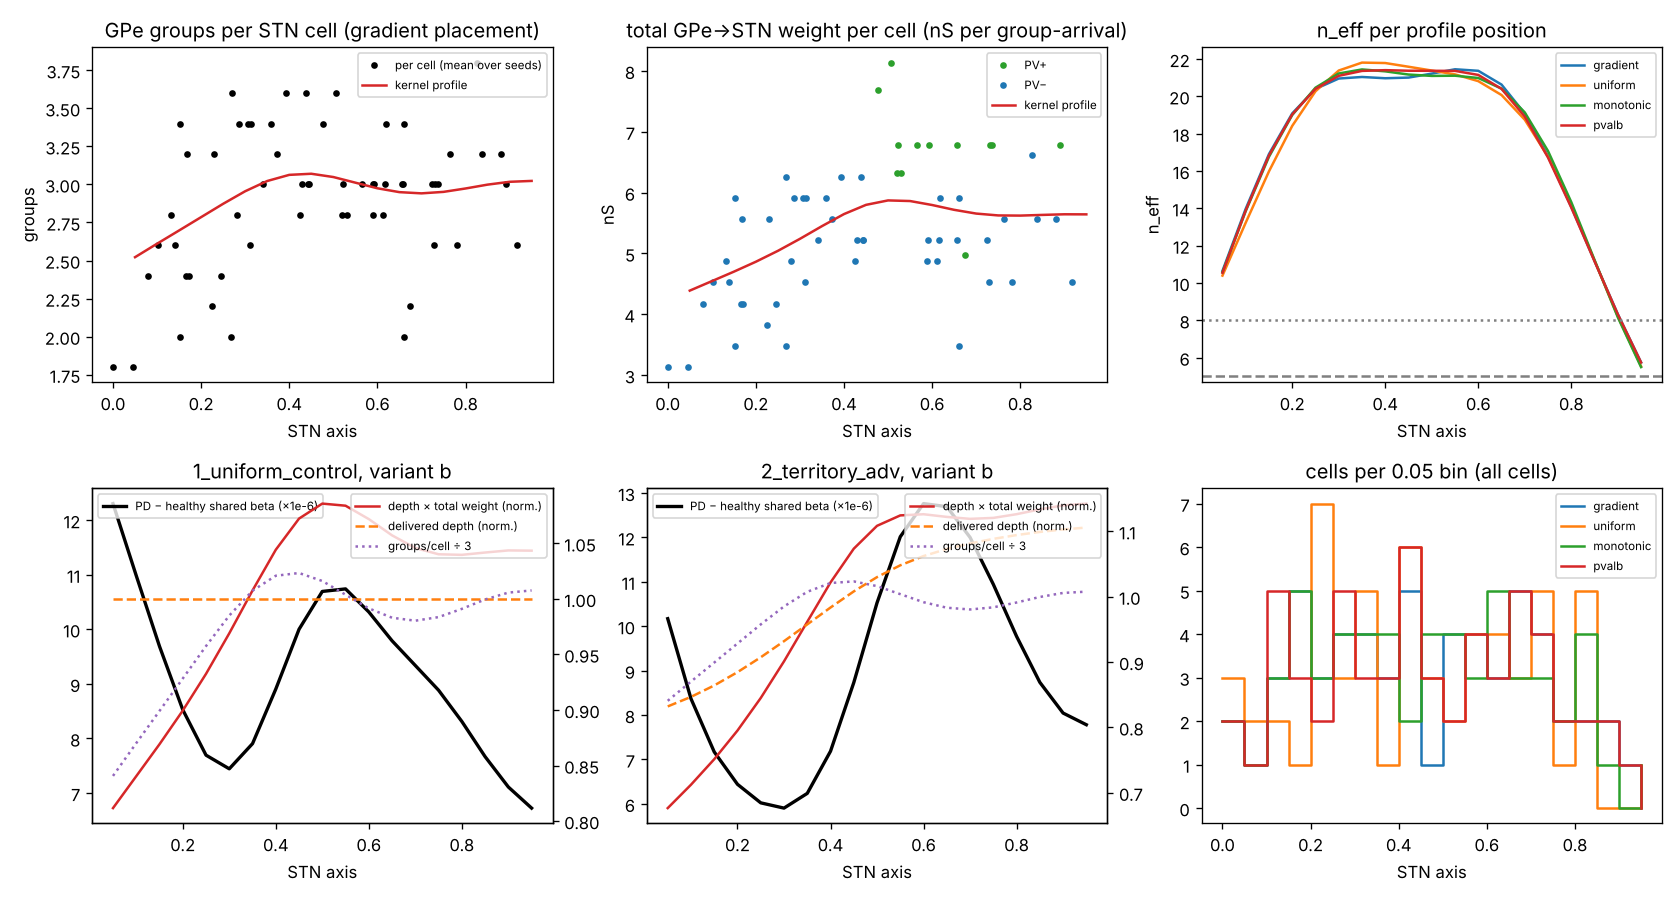 GPe groups per STN cell (gradient placement)
per cell (mean over seeds)
kernel profile
3.75
3.50
3.25
3.00
2.75
2.50
2.25
2.00
1.75
groups
0.0 0.2 0.4 0.6 0.8
STN axis
total GPe→STN weight per cell (nS per group-arrival)
PV+
PV−
kernel profile
8
7
6
5
4
3
nS
0.0 0.2 0.4 0.6 0.8
STN axis
n_eff per profile position
gradient
uniform
monotonic
pvalb
22
20
18
16
14
12
10
8
6
n_eff
0.2 0.4 0.6 0.8
STN axis
1_uniform_control, variant b
PD − healthy shared beta (×1e-6)
depth × total weight (norm.)
delivered depth (norm.)
groups/cell ÷ 3
12
11
10
9
8
7
1.05
1.00
0.95
0.90
0.85
0.80
0.2 0.4 0.6 0.8
STN axis
2_territory_adv, variant b
PD − healthy shared beta (×1e-6)
depth × total weight (norm.)
delivered depth (norm.)
groups/cell ÷ 3
13
12
11
10
9
8
7
6
1.1
1.0
0.9
0.8
0.7
0.2 0.4 0.6 0.8
STN axis
cells per 0.05 bin (all cells)
gradient
uniform
monotonic
pvalb
7
6
5
4
3
2
1
0
0.0 0.2 0.4 0.6 0.8
STN axis